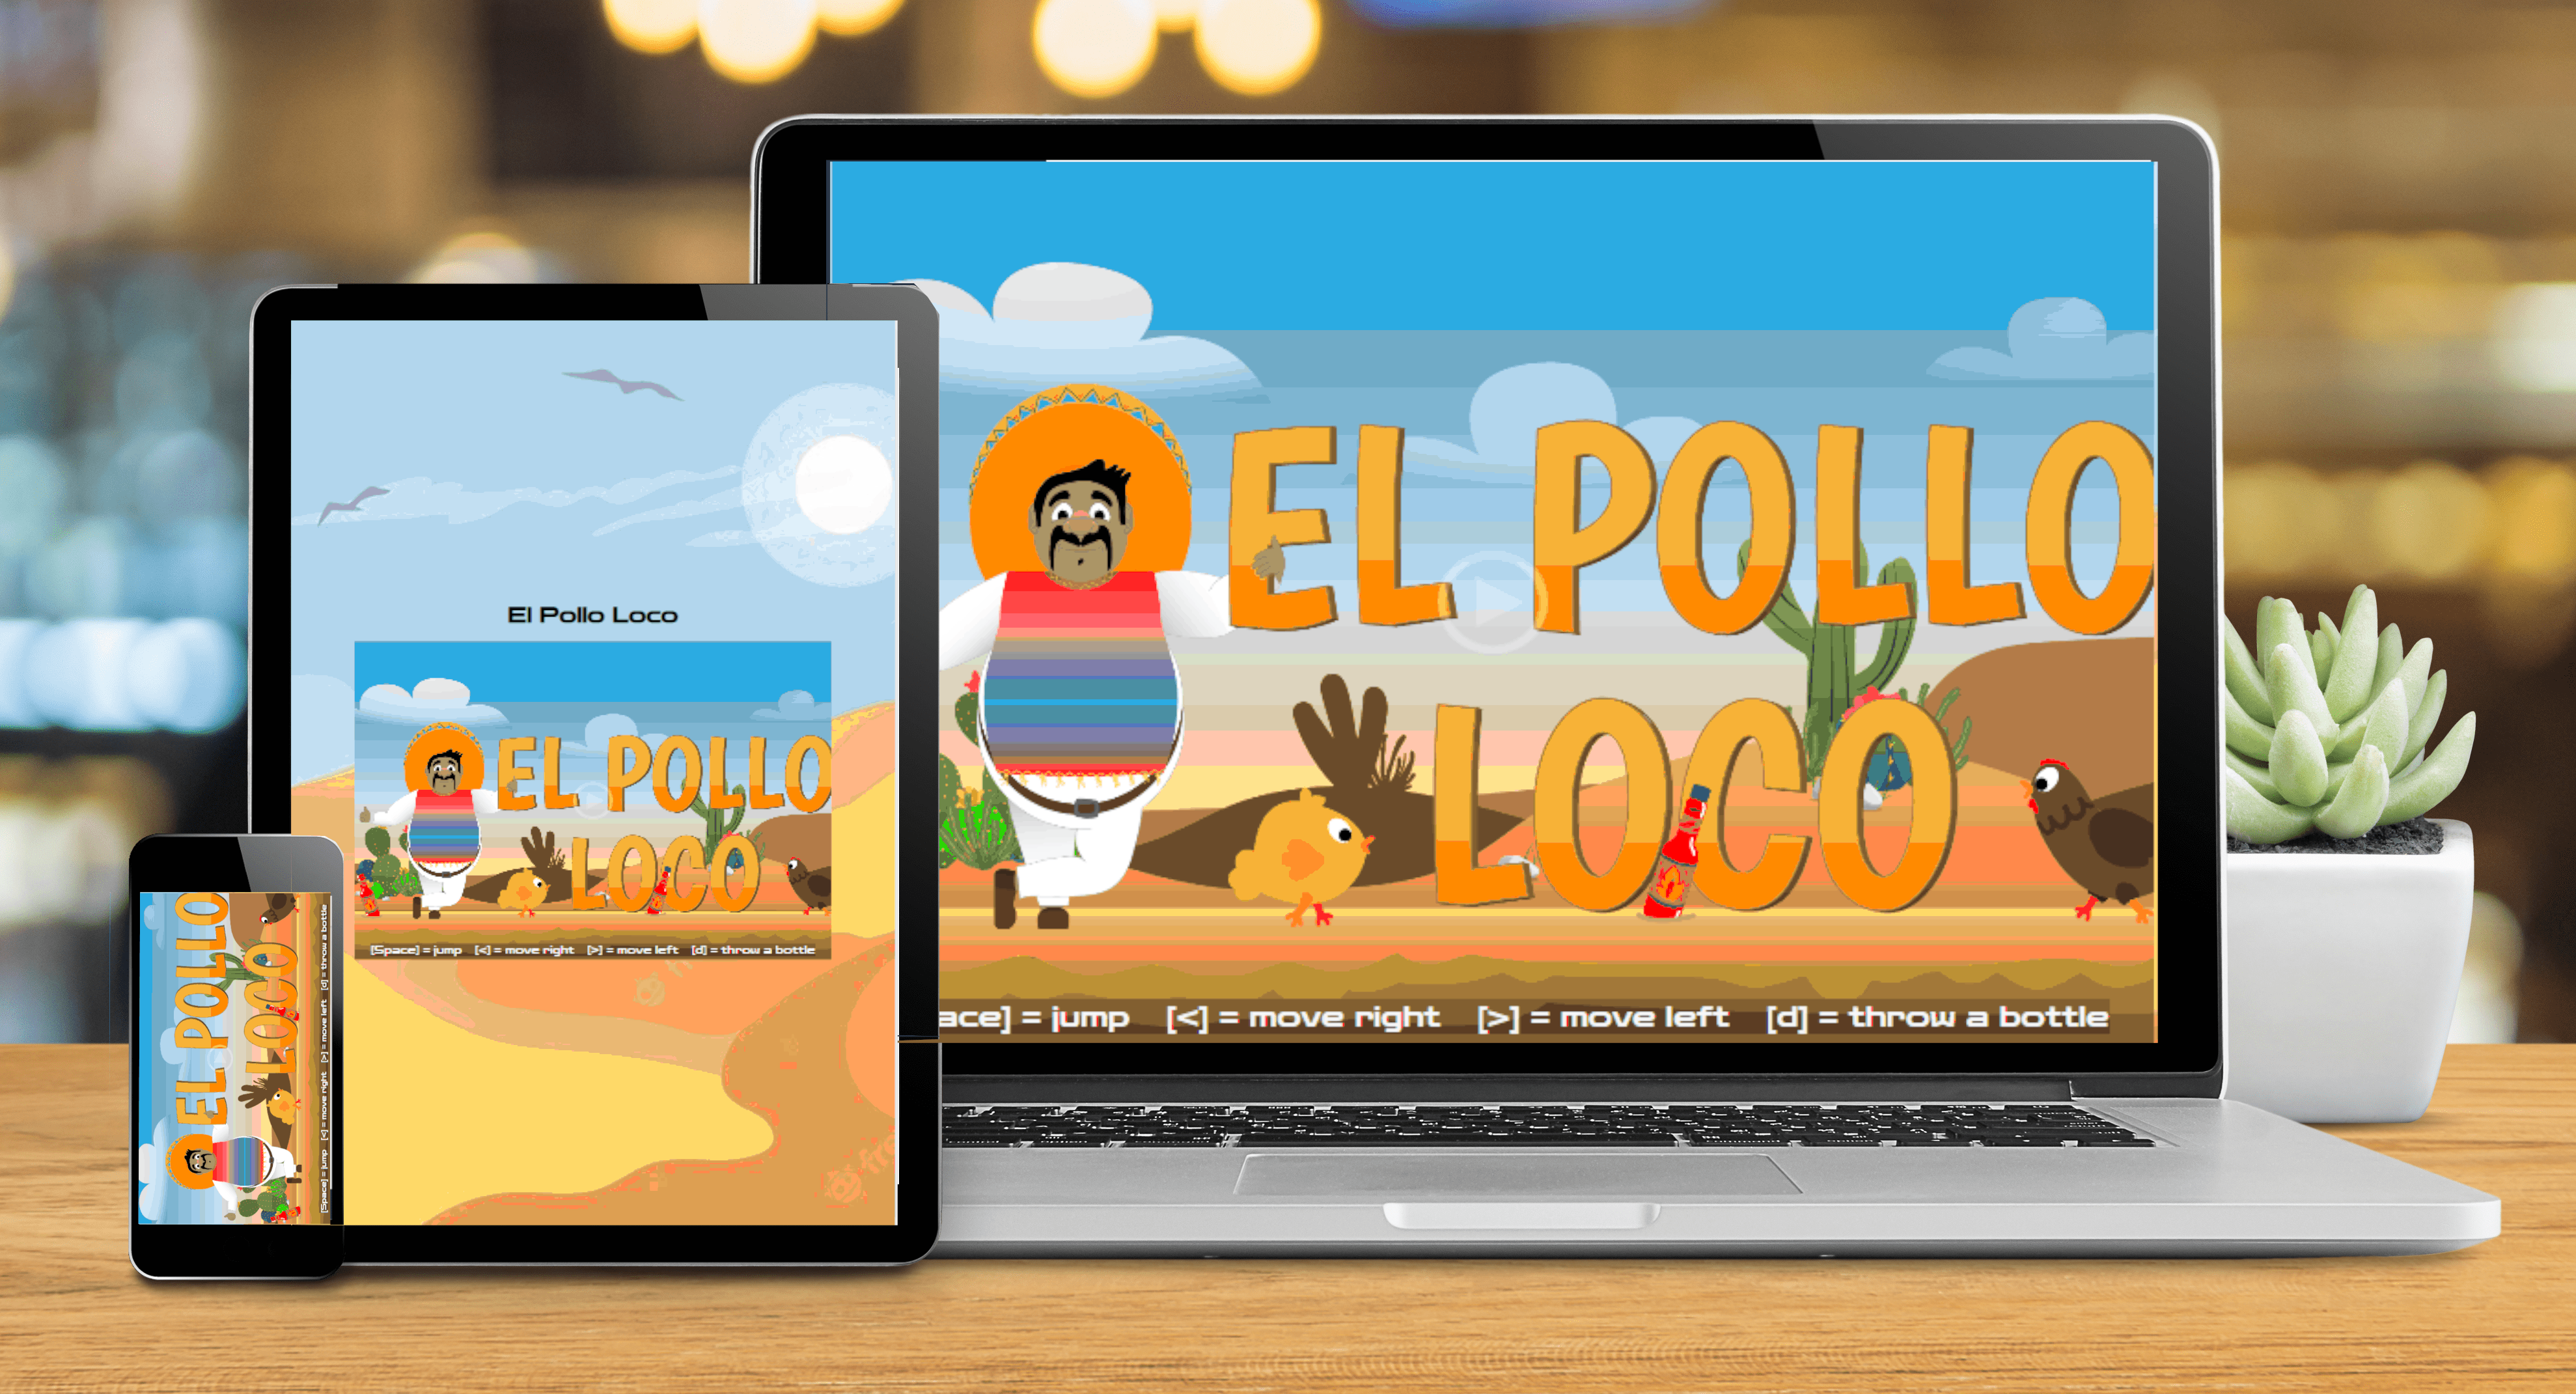 EL POLLO
LOCO
ace] = jump [<] = move right [>] = move left [d] = throw a bottle
El Pollo Loco
EL POLLO
LOCO
[Space] = jump [<] = move right [>] = move left [d] = throw a bottle
EL POLLO
LOCO
[Space] = jump [<] = move right [>] = move left [d] = throw a bottle